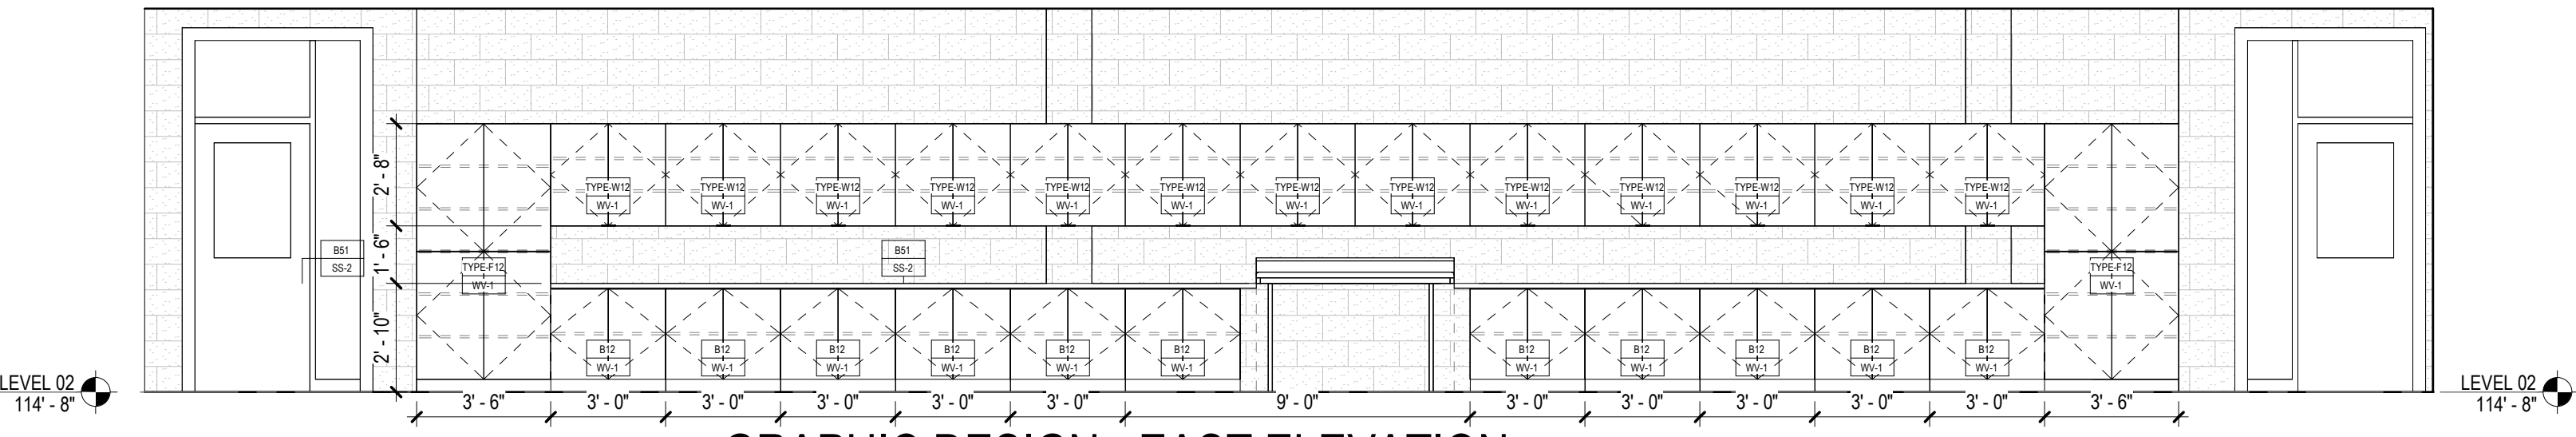 2' - 8"
1' - 6"
2' - 10"
TYPE-W12 TYPE-W12 TYPE-W12 TYPE-W12 TYPE-W12 TYPE-W12 TYPE-W12 TYPE-W12 TYPE-W12 TYPE-W12 TYPE-W12 TYPE-W12 TYPE-W12
WV-1 WV-1 WV-1 WV-1 WV-1 WV-1 WV-1 WV-1 WV-1 WV-1 WV-1 WV-1 WV-1
B51 B51
SS-2 SS-2
TYPE-F12 TYPE-F12
WV-1 WV-1
B12 B12 B12 B12 B12 B12 B12 B12 B12 B12 B12
WV-1 WV-1 WV-1 WV-1 WV-1 WV-1 WV-1 WV-1 WV-1 WV-1 WV-1
LEVEL 02 LEVEL 02
114' - 8" 114' - 8"
3' - 6" 3' - 0" 3' - 0" 3' - 0" 3' - 0" 3' - 0" 9' - 0" 3' - 0" 3' - 0" 3' - 0" 3' - 0" 3' - 0" 3' - 6"
GRAPHIC DESIGN - EAST ELEVATION